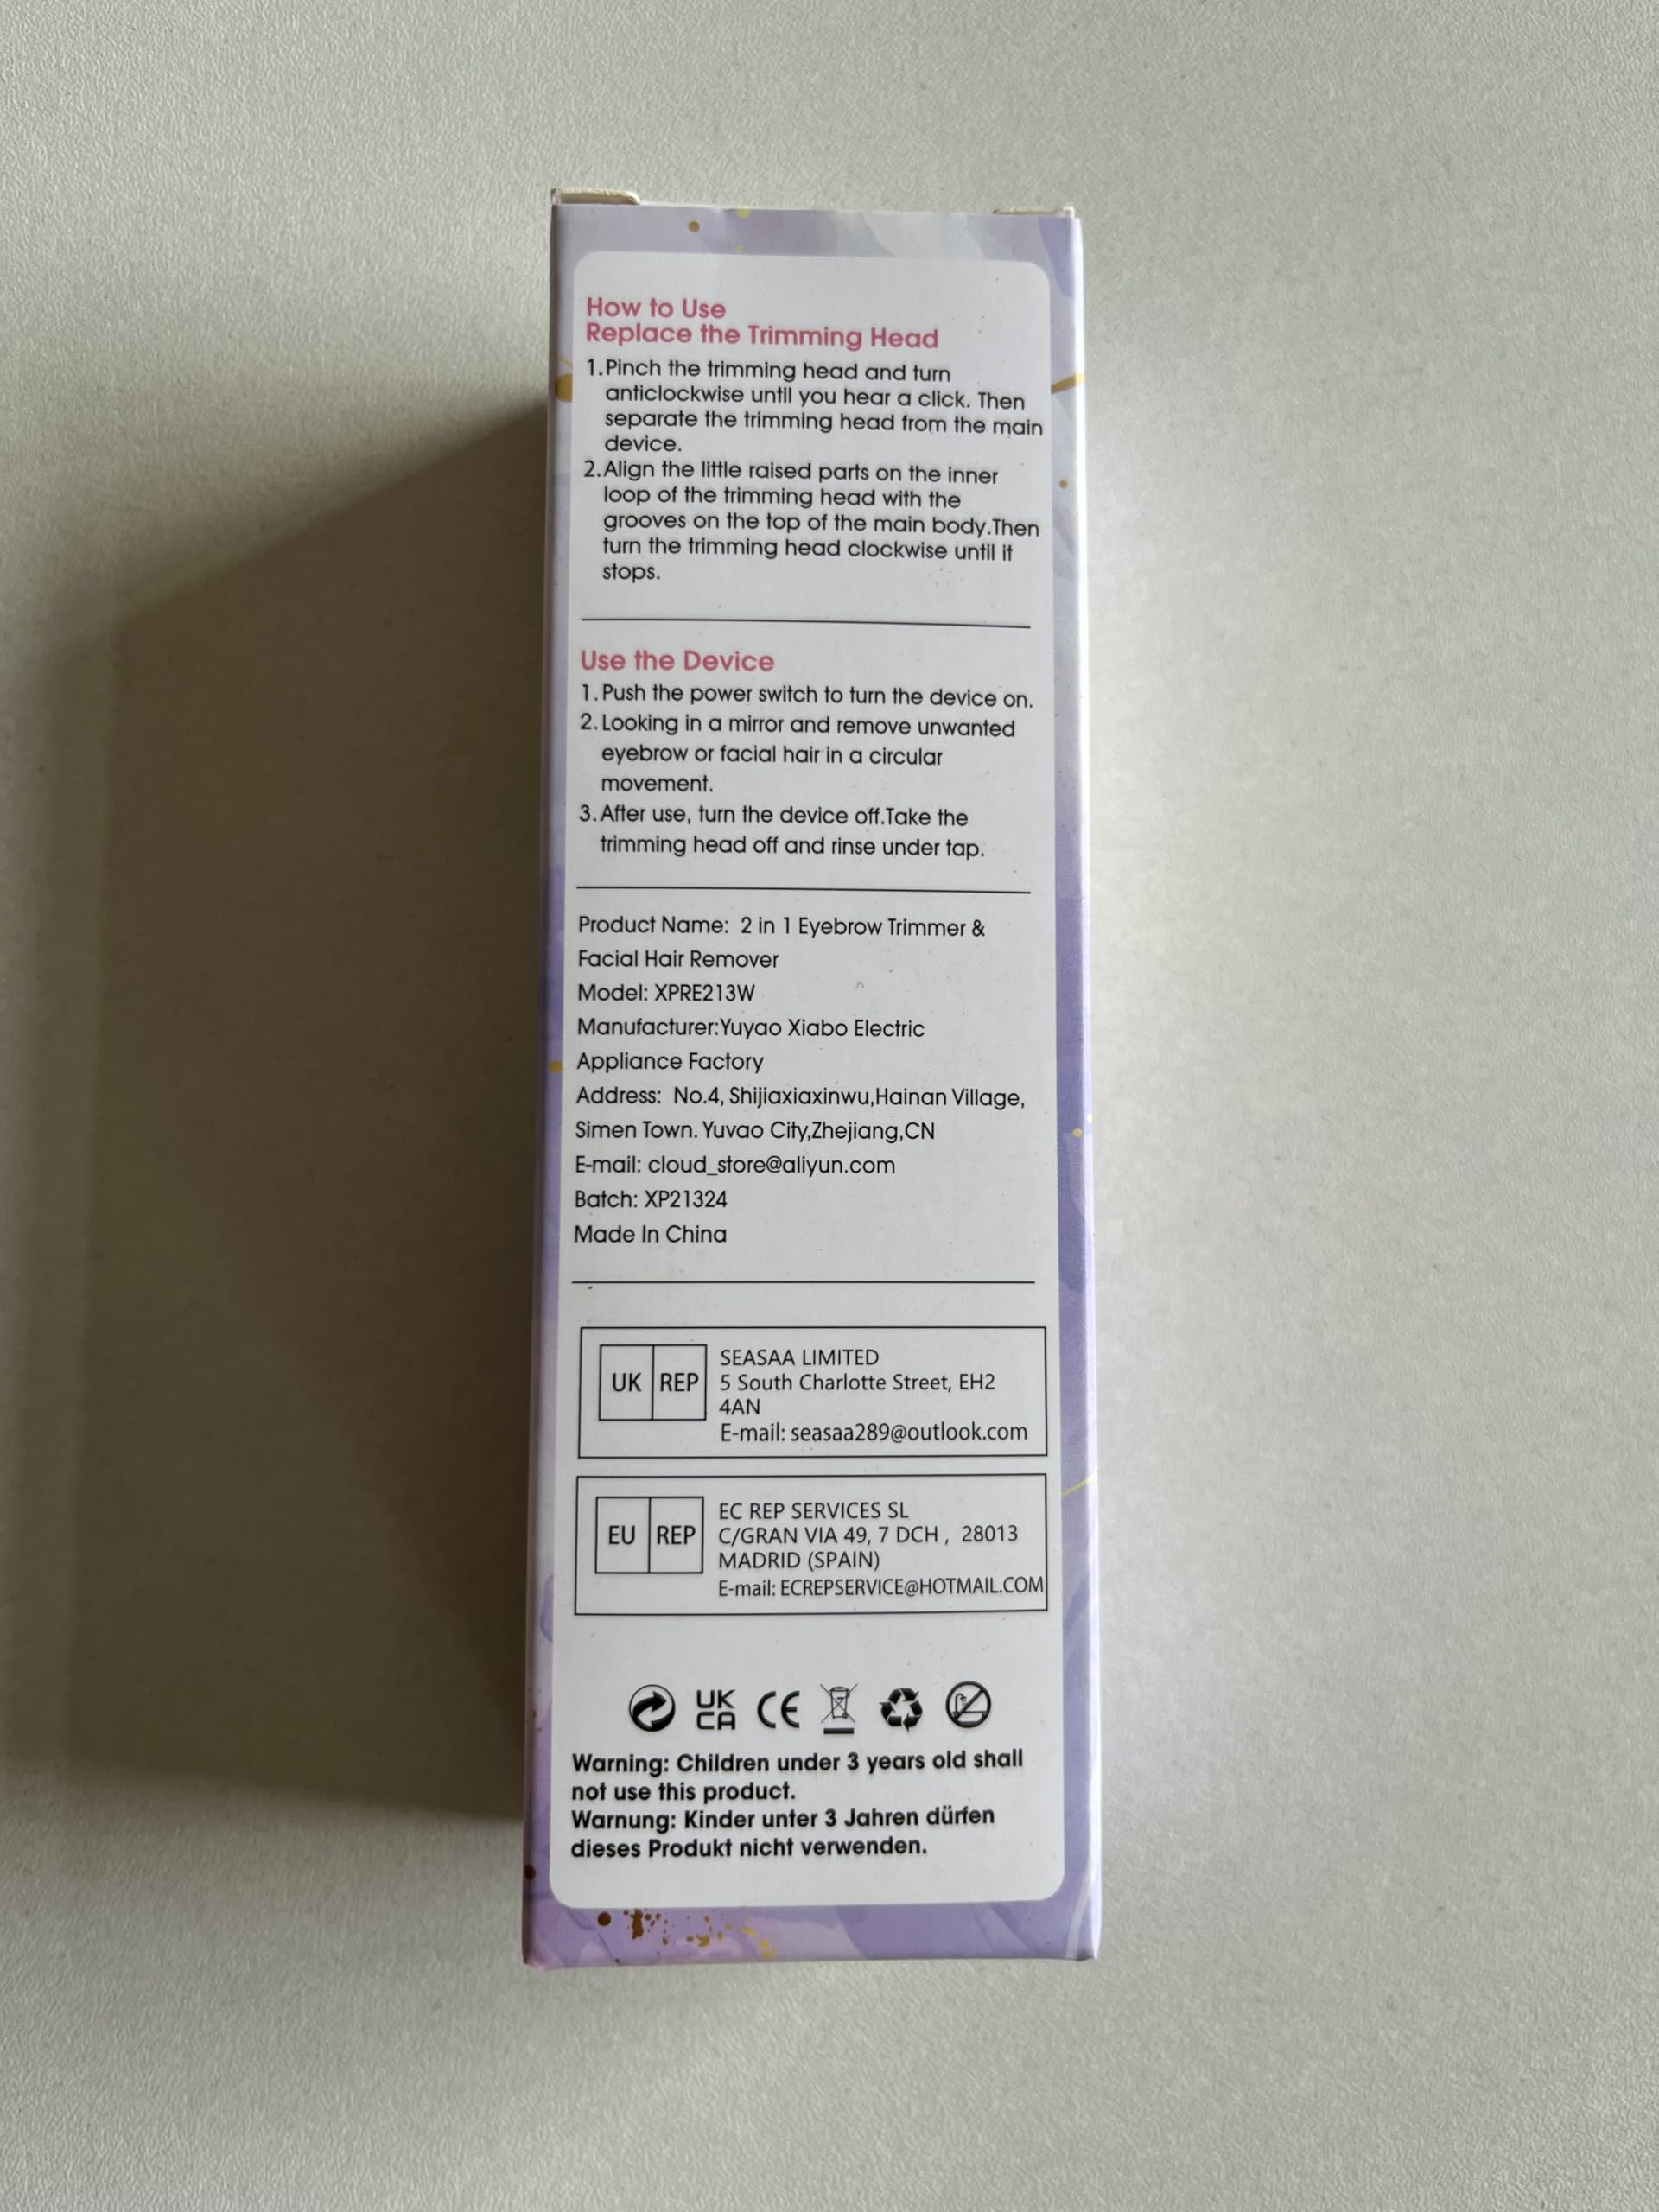 How to Use
Replace the Trimming Head
1.Pinch the trimming head and turn
anticlockwise until you hear a click. Then
separate the trimming head from the main
device.
2.Align the little raised parts on the inner
loop of the trimming head with the
grooves on the top of the main body.Then
turn the trimming head clockwise until it
stops.
Use the Device
1.Push the power switch to turn the device on.
2.Looking in a mirror and remove unwanted
eyebrow or facial hair in a circular
movement.
3.After use, turn the device off.Take the
trimming head off and rinse under tap.
Product Name: 2 in 1 Eyebrow Trimmer &
Facial Hair Remover
Model: XPRE213W
Manufacturer:Yuyao Xiabo Electric
Appliance Factory
Address: No.4, Shijiaxiaxinwu,Hainan Village,
Simen Town. Yuvao City,Zhejiang,CN
E-mail: cloud_store@aliyun.com
Batch: XP21324
Made In China
UK REP
SEASAA LIMITED
5 South Charlotte Street, EH2
4AN
E-mail: seasaa289@outlook.com
EU REP
EC REP SERVICES SL
C/GRAN VIA 49, 7 DCH , 28013
MADRID (SPAIN)
E-mail: ECREPSERVICE@HOTMAIL.COM
UK
CA
CE
Warning: Children under 3 years old shall
not use this product.
Warnung: Kinder unter 3 Jahren dürfen
dieses Produkt nicht verwenden.